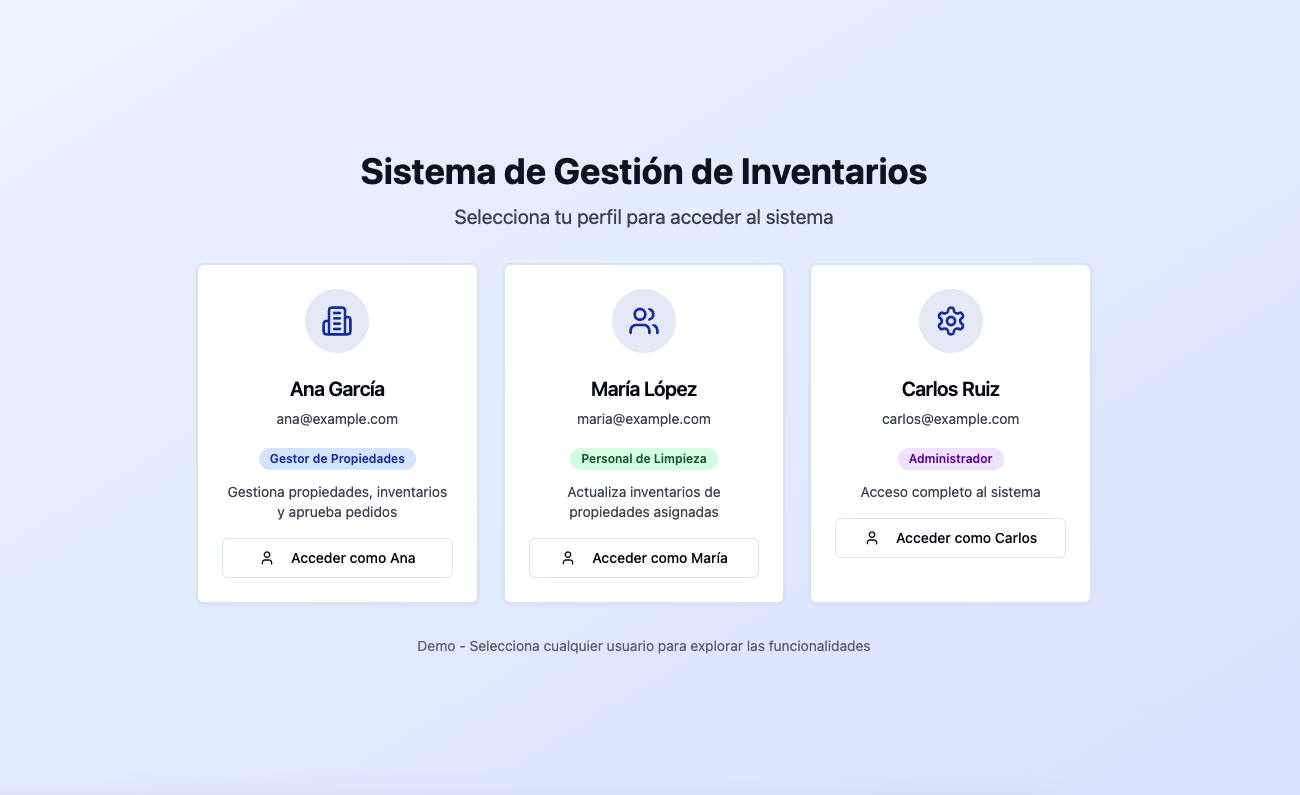 Sistema de Gestión de Inventarios
Selecciona tu perfil para acceder al sistema
Ana García
ana@example.com
Gestor de Propiedades
Gestiona propiedades, inventarios
y aprueba pedidos
Acceder como Ana
María López
maria@example.com
Personal de Limpieza
Actualiza inventarios de
propiedades asignadas
Acceder como María
Carlos Ruiz
carlos@example.com
Administrador
Acceso completo al sistema
Acceder como Carlos
Demo - Selecciona cualquier usuario para explorar las funcionalidades